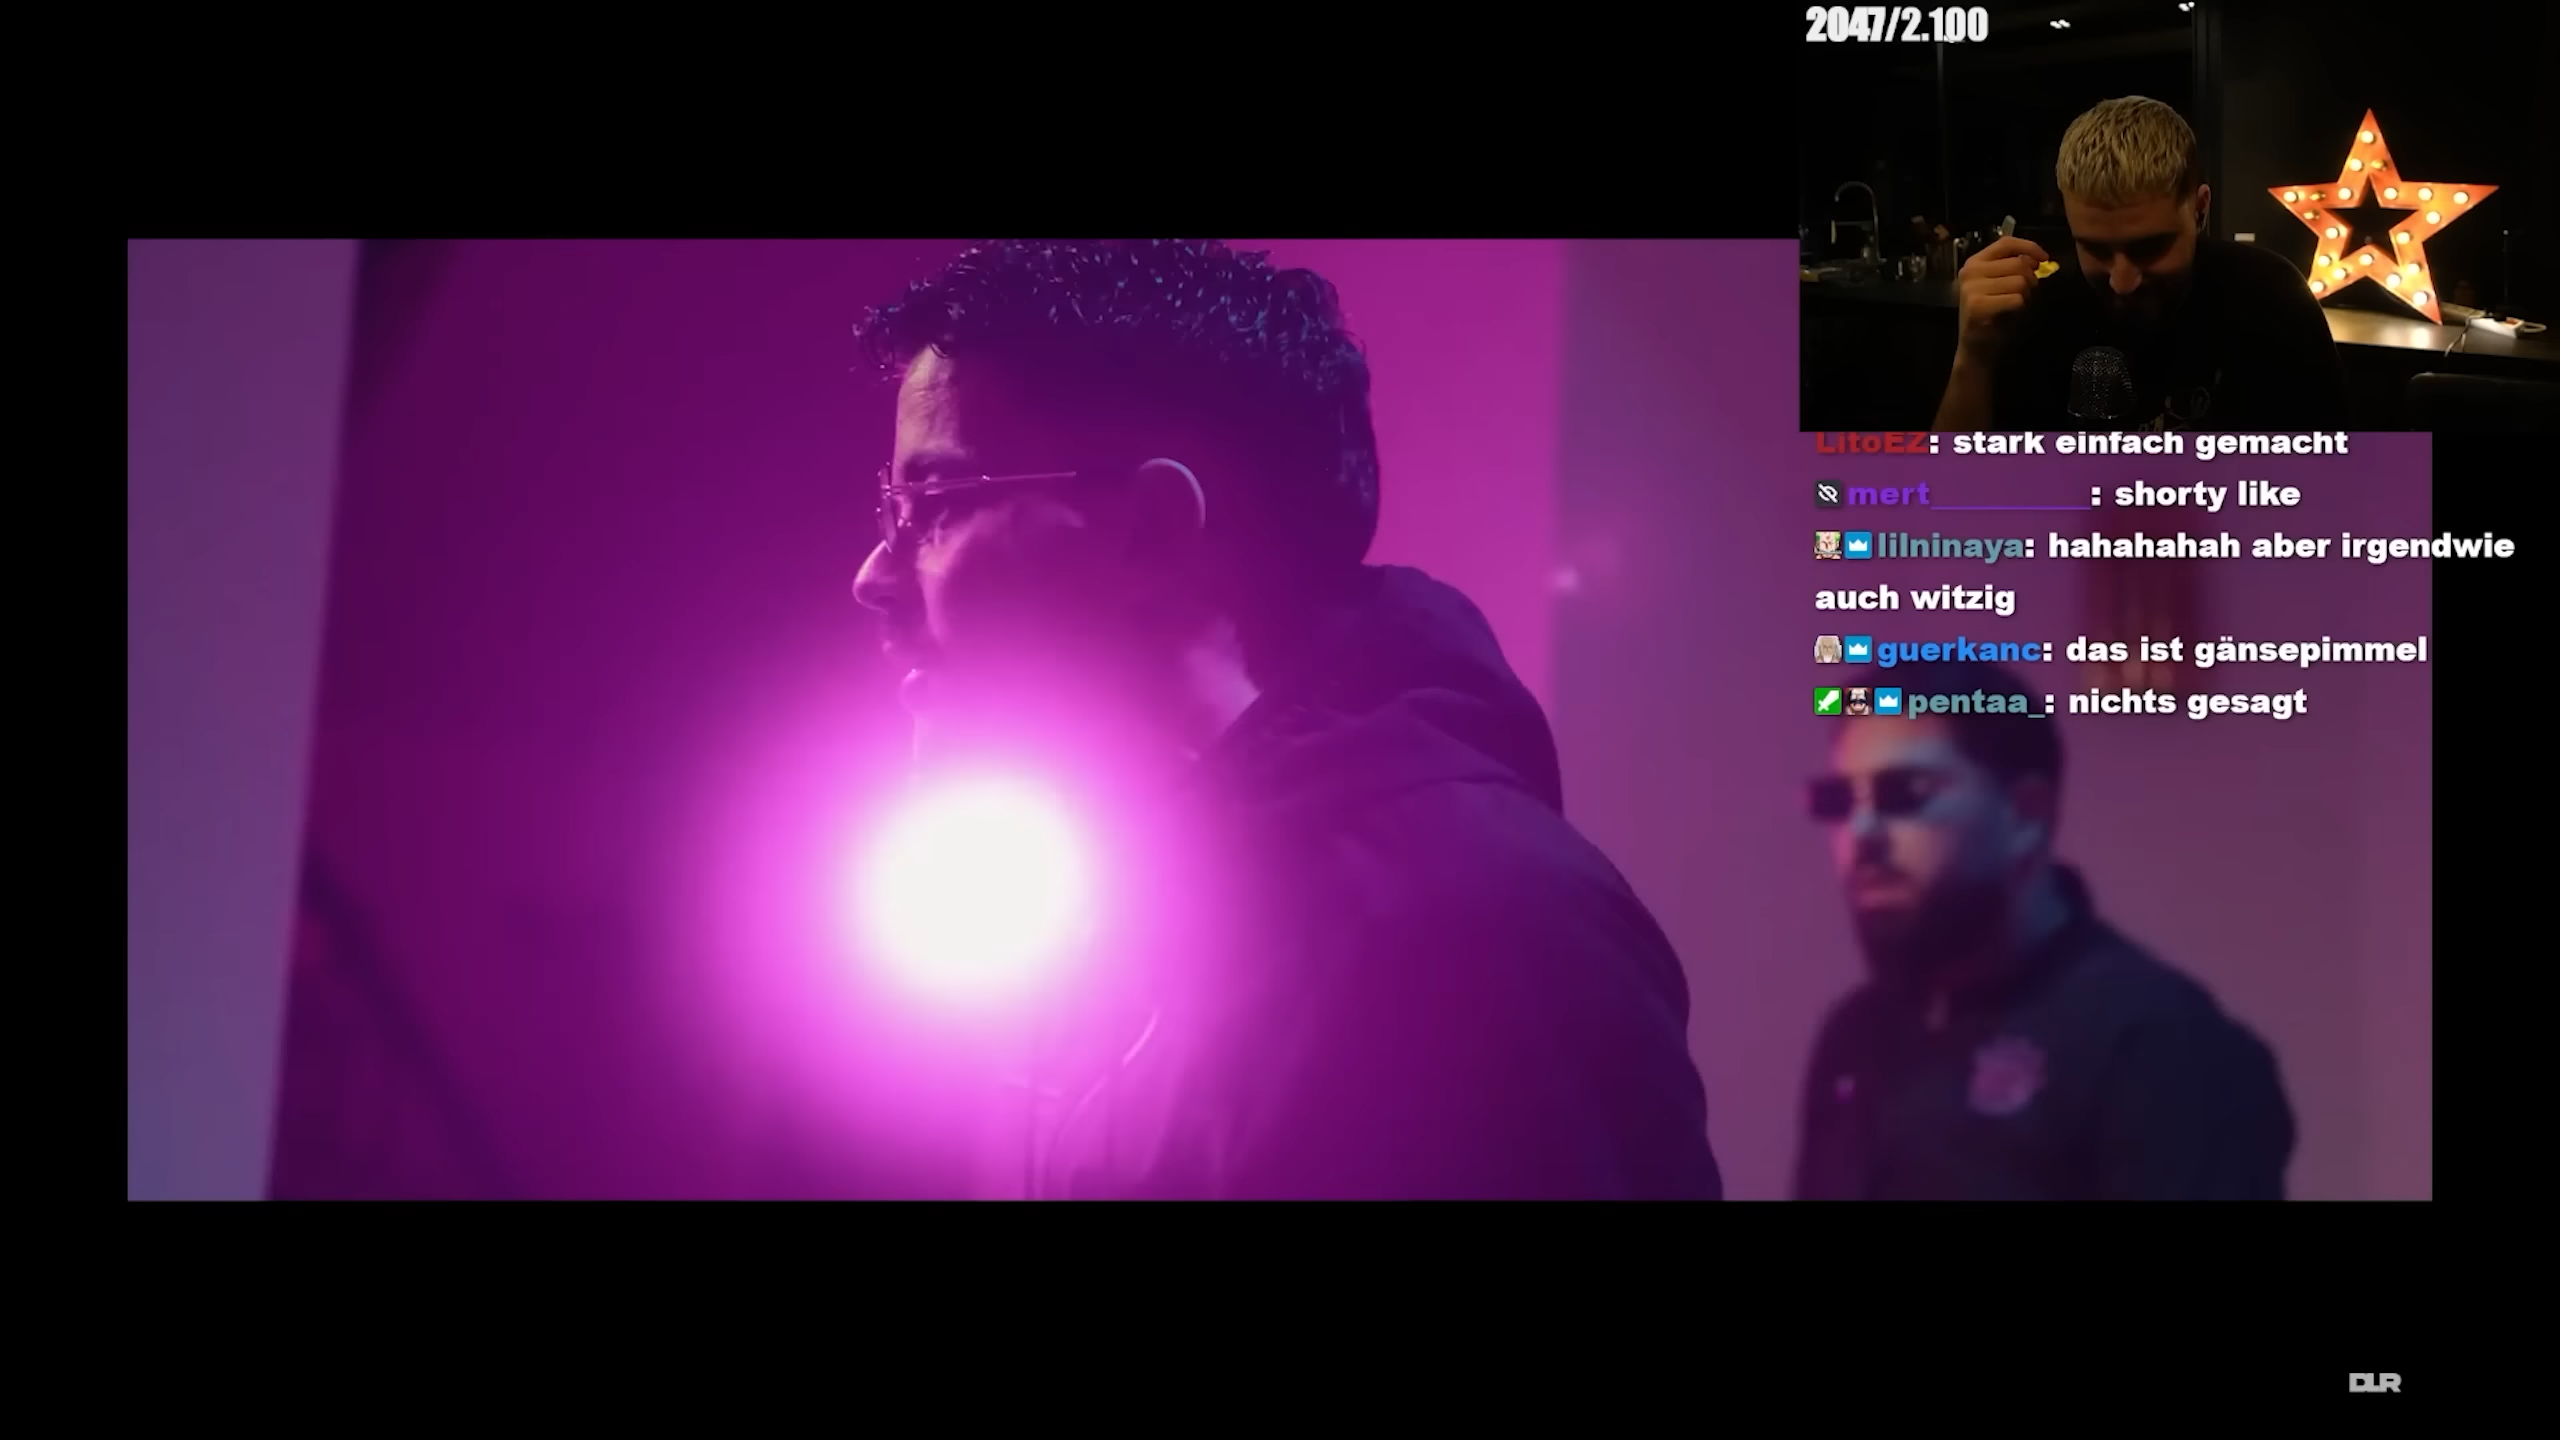 2047/2.100
LitoEZ: stark einfach gemacht
mert__________: shorty like
lilninaya: hahahahah aber irgendwie
auch witzig
guerkanc: das ist gänsepimmel
pentaa_: nichts gesagt
DLR